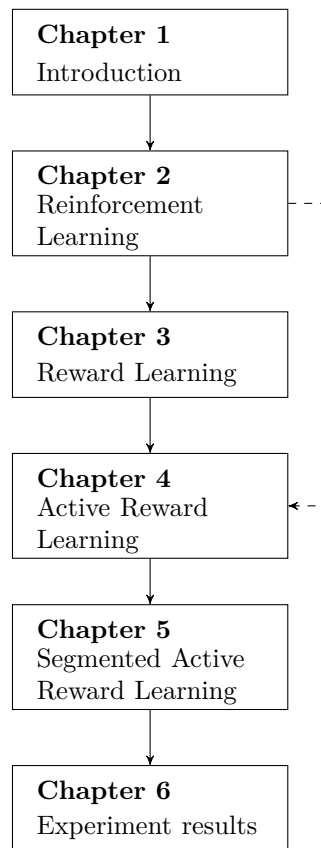 Chapter 1
Introduction
Chapter 2
Reinforcement
Learning
Chapter 3
Reward Learning
Chapter 4
Active Reward
Learning
Chapter 5
Segmented Active
Reward Learning
Chapter 6
Experiment results